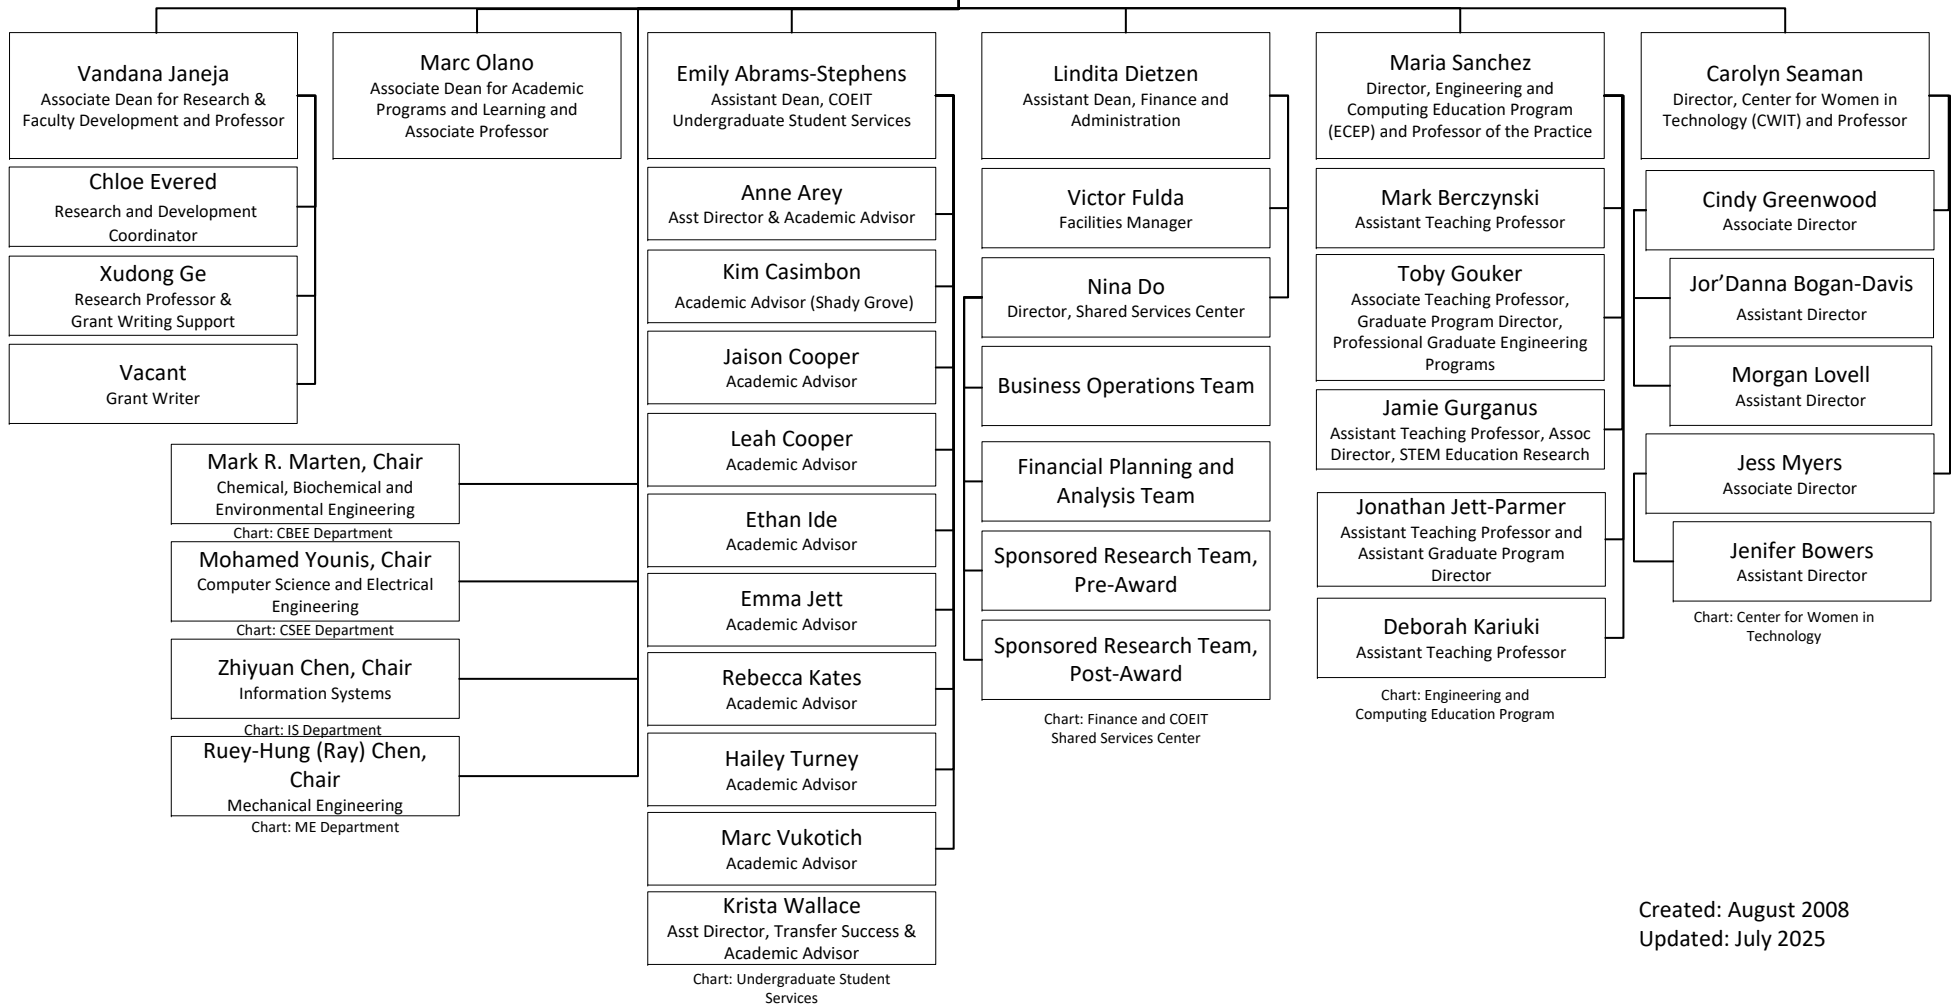 Vandana Janeja
Associate Dean for Research &
Faculty Development and Professor
Chloe Evered
Research and Development
Coordinator
Xudong Ge
Research Professor &
Grant Writing Support
Vacant
Grant Writer
Marc Olano
Associate Dean for Academic
Programs and Learning and
Associate Professor
Mark R. Marten, Chair
Chemical, Biochemical and
Environmental Engineering
Chart: CBEE Department
Mohamed Younis, Chair
Computer Science and Electrical
Engineering
Chart: CSEE Department
Zhiyuan Chen, Chair
Information Systems
Chart: IS Department
Ruey-Hung (Ray) Chen,
Chair
Mechanical Engineering
Chart: ME Department
Emily Abrams-Stephens
Assistant Dean, COEIT
Undergraduate Student Services
Anne Arey
Asst Director & Academic Advisor
Kim Casimbon
Academic Advisor (Shady Grove)
Jaison Cooper
Academic Advisor
Leah Cooper
Academic Advisor
Ethan Ide
Academic Advisor
Emma Jett
Academic Advisor
Rebecca Kates
Academic Advisor
Hailey Turney
Academic Advisor
Marc Vukotich
Academic Advisor
Krista Wallace
Asst Director, Transfer Success &
Academic Advisor
Chart: Undergraduate Student
Services
Lindita Dietzen
Assistant Dean, Finance and
Administration
Victor Fulda
Facilities Manager
Nina Do
Director, Shared Services Center
Business Operations Team
Financial Planning and
Analysis Team
Sponsored Research Team,
Pre-Award
Sponsored Research Team,
Post-Award
Chart: Finance and COEIT
Shared Services Center
Maria Sanchez
Director, Engineering and
Computing Education Program
(ECEP) and Professor of the Practice
Mark Berczynski
Assistant Teaching Professor
Toby Gouker
Associate Teaching Professor,
Graduate Program Director,
Professional Graduate Engineering
Programs
Jamie Gurganus
Assistant Teaching Professor, Assoc
Director, STEM Education Research
Jonathan Jett-Parmer
Assistant Teaching Professor and
Assistant Graduate Program
Director
Deborah Kariuki
Assistant Teaching Professor
Chart: Engineering and
Computing Education Program
Carolyn Seaman
Director, Center for Women in
Technology (CWIT) and Professor
Cindy Greenwood
Associate Director
Jor’Danna Bogan-Davis
Assistant Director
Morgan Lovell
Assistant Director
Jess Myers
Associate Director
Jenifer Bowers
Assistant Director
Chart: Center for Women in
Technology
Created: August 2008
Updated: July 2025